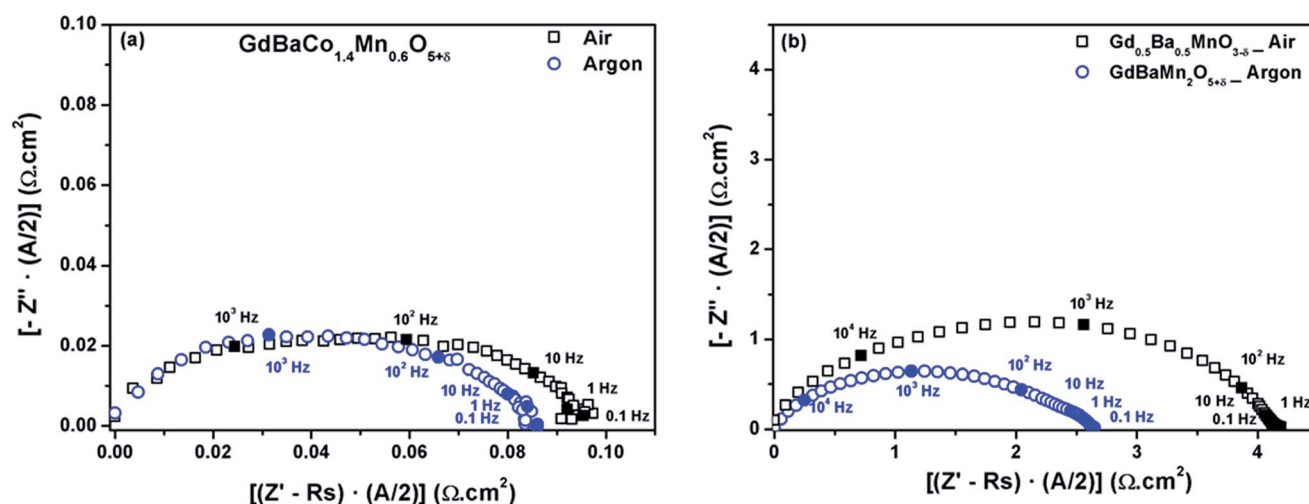 (a)
GdBaCo1.4Mn0.6O5+δ
Air
Argon
[- Z'' · (A/2)] (Ω.cm²)
0.10
0.08
0.06
0.04
0.02
0.00
10³ Hz
10² Hz
10 Hz
1 Hz
0.1 Hz
10³ Hz
10² Hz
10 Hz
1 Hz
0.1 Hz
0.00
0.02
0.04
0.06
0.08
0.10
[(Z' - Rs) · (A/2)] (Ω.cm²)
(b)
Gd0.5Ba0.5MnO3-δ_ Air
GdBaMn2O5+δ_ Argon
[- Z'' · (A/2)] (Ω.cm²)
4
3
2
1
0
10⁴ Hz
10³ Hz
10² Hz
10 Hz
1 Hz
0.1 Hz
10⁴ Hz
10³ Hz
10² Hz
10 Hz
1 Hz
0.1 Hz
0
1
2
3
4
[(Z' - Rs) · (A/2)] (Ω.cm²)